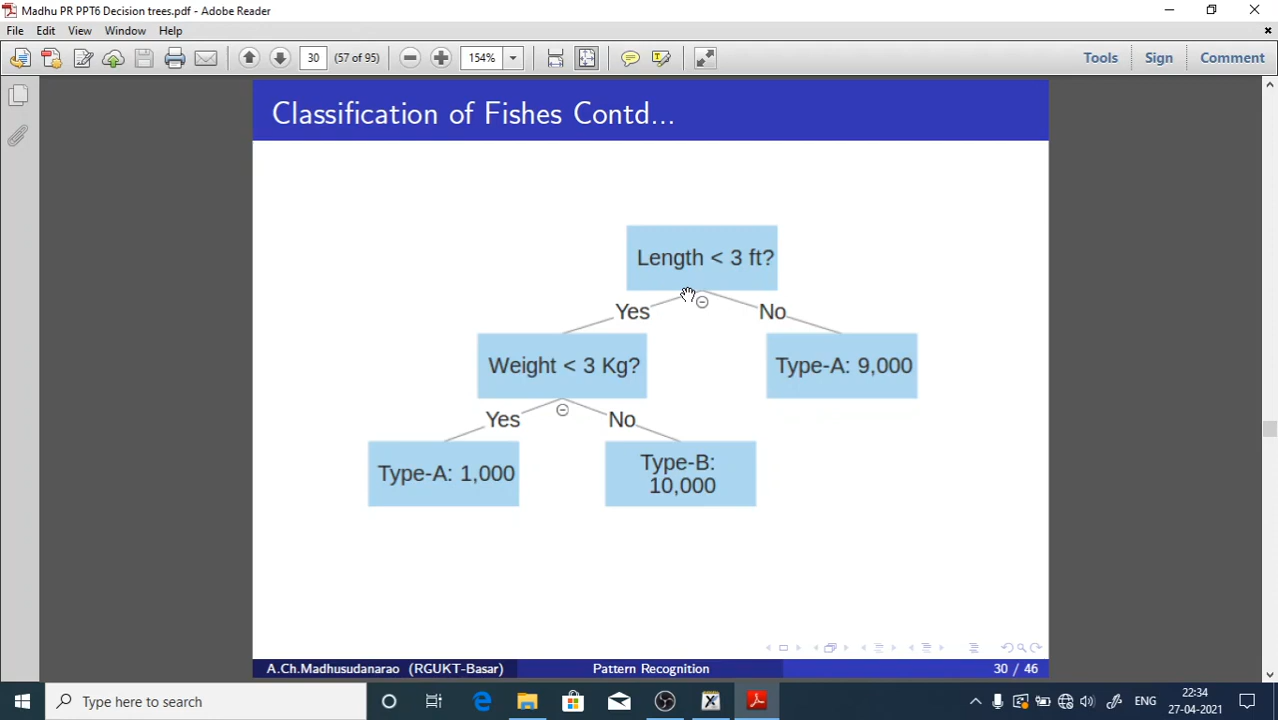 Madhu PR PPT6 Decision trees.pdf - Adobe Reader
File Edit View Window Help
30 (57 of 95) 154% Tools Sign Comment
Classification of Fishes Contd...
Length < 3 ft?
Yes No
Weight < 3 Kg? Type-A: 9,000
Yes No
Type-A: 1,000 Type-B:
10,000
A.Ch.Madhusudanarao (RGUKT-Basar) Pattern Recognition 30 / 46
Type here to search
ENG
22:34
27-04-2021